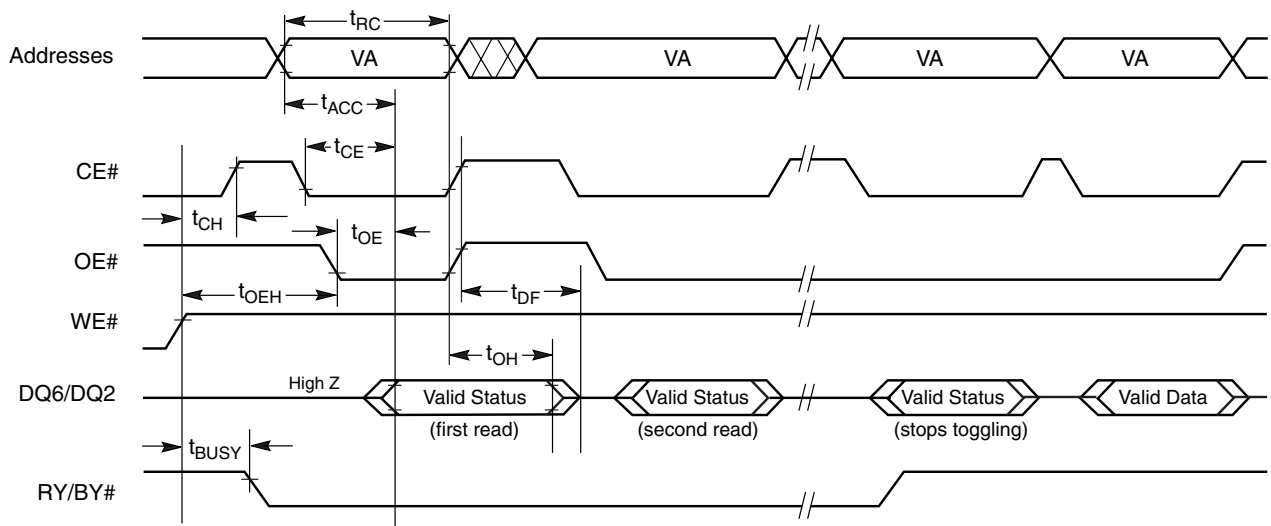 tRC
Addresses VA VA VA VA
tACC
tCE
CE#
tCH tOE
OE#
tOEH tDF
WE#
tOH
DQ6/DQ2 High Z Valid Status Valid Status Valid Status Valid Data
(first read) (second read) (stops toggling)
tBUSY
RY/BY#